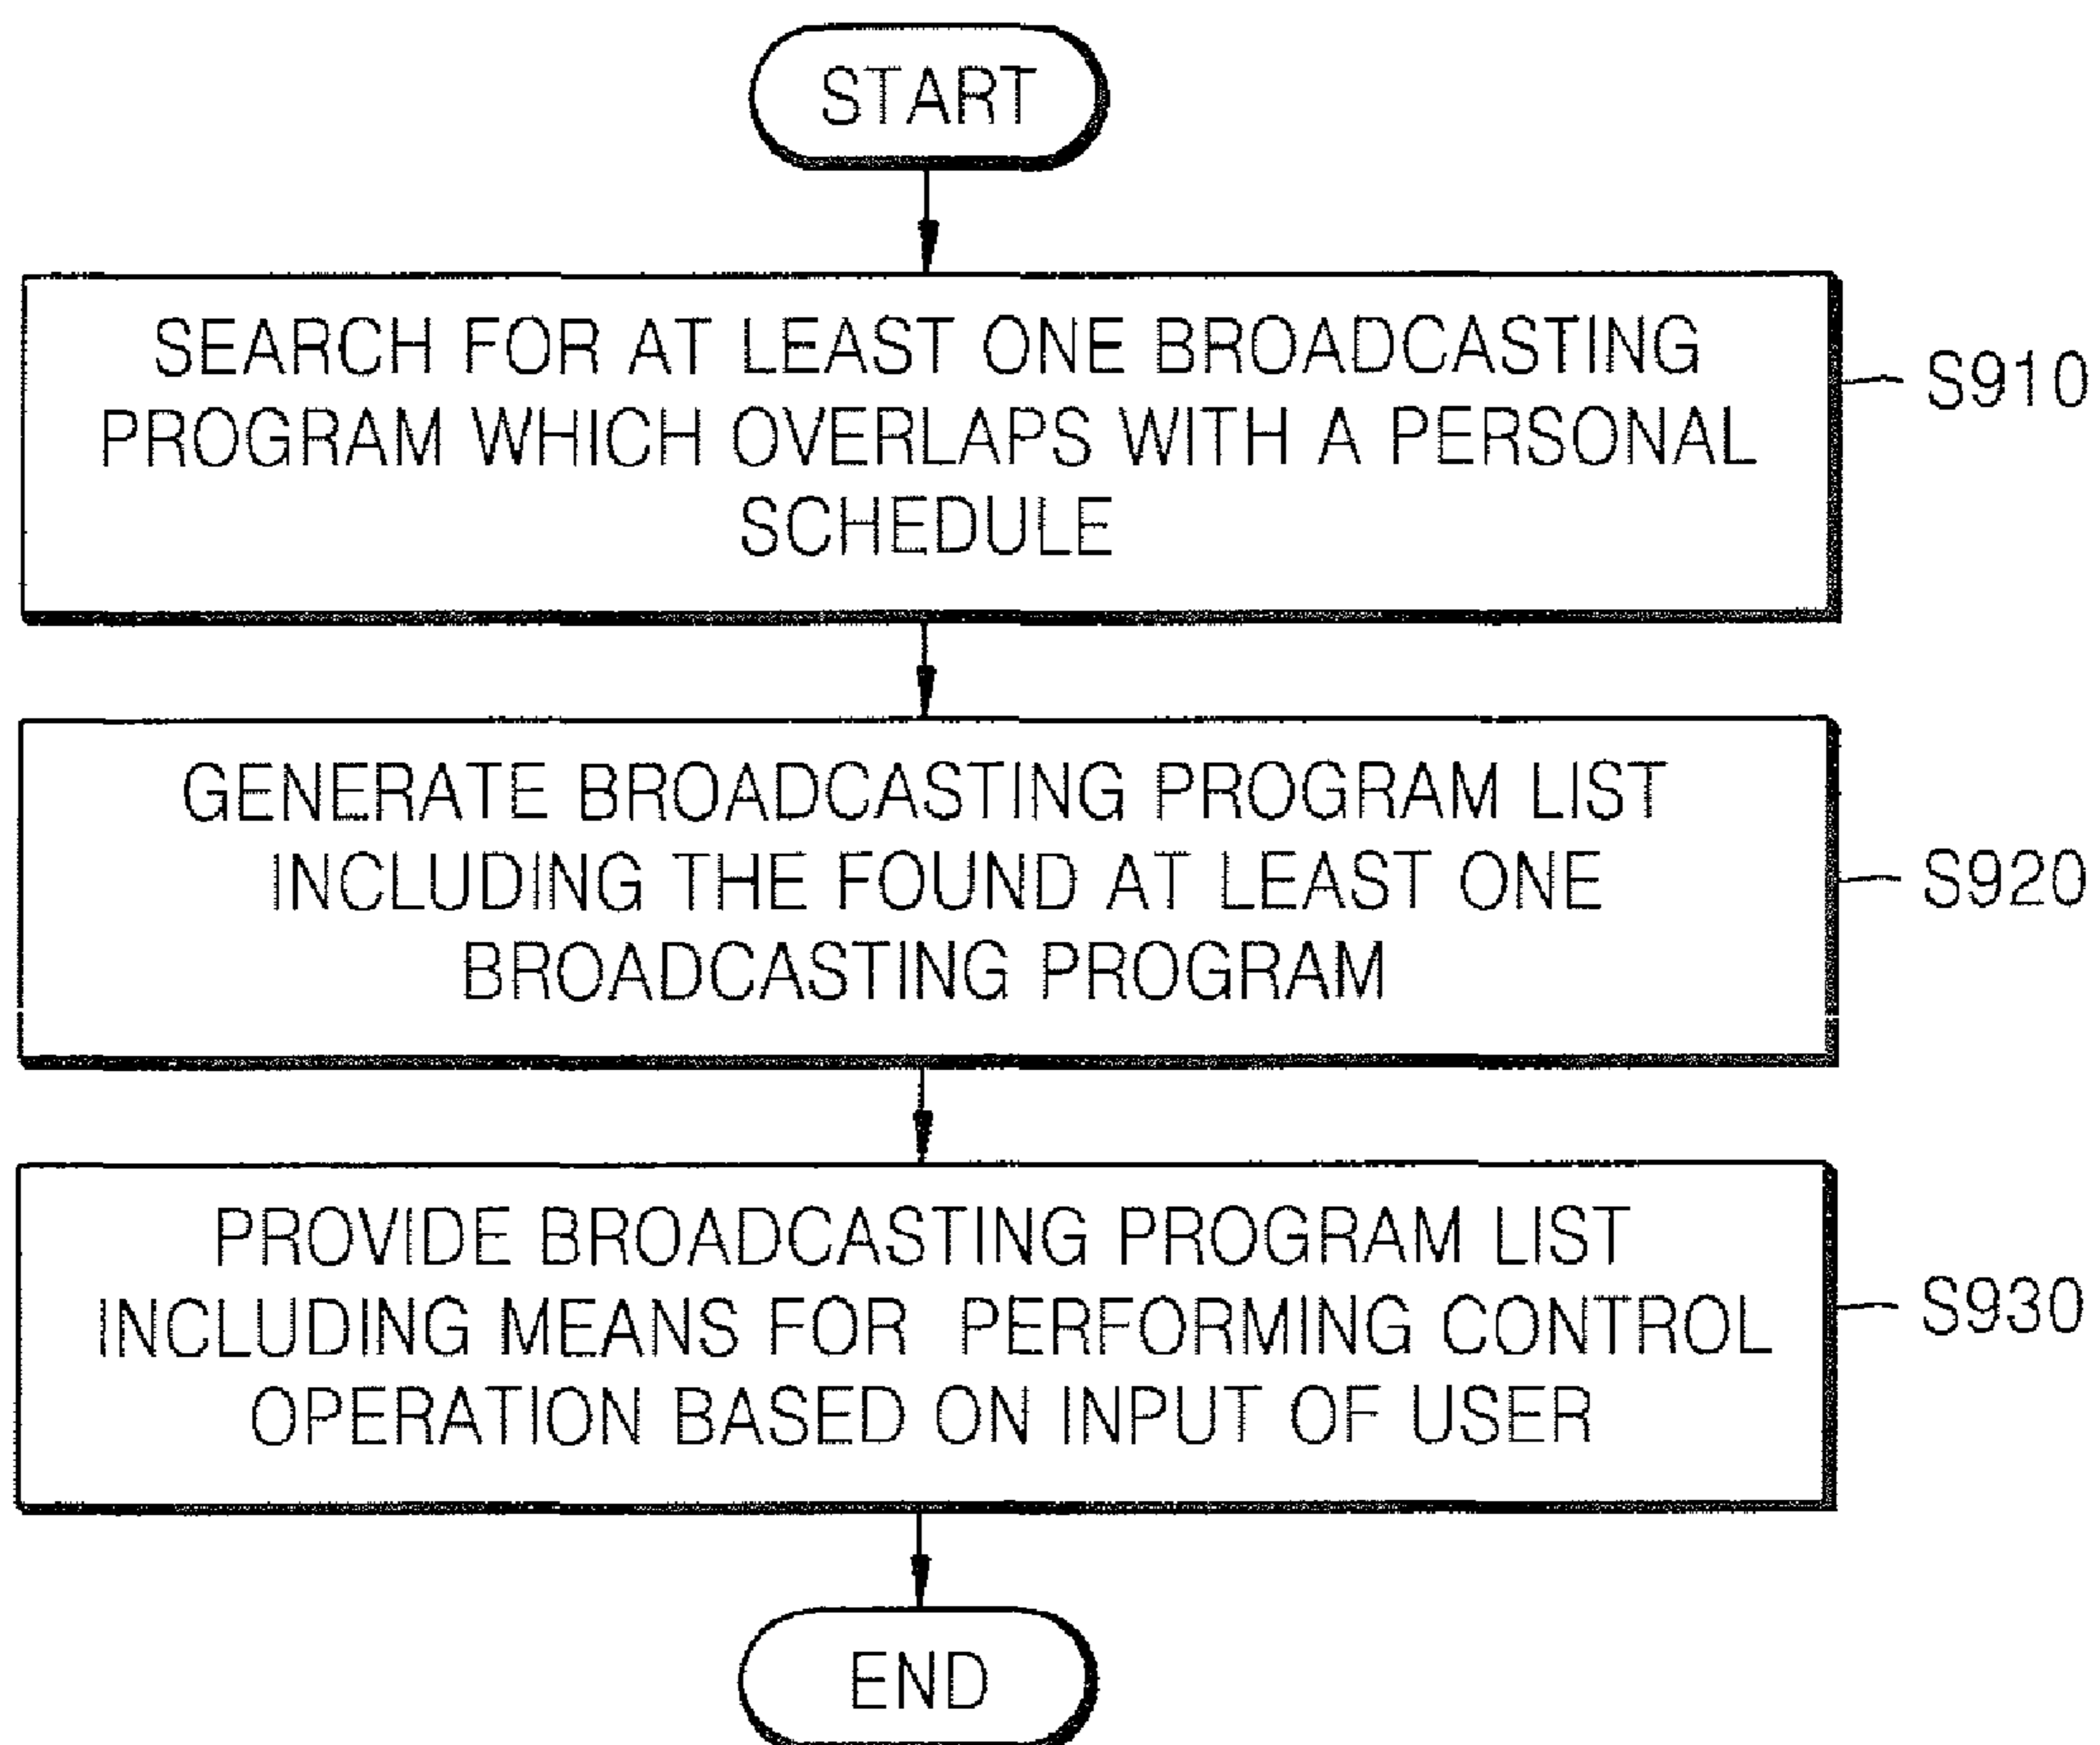 START
SEARCH FOR AT LEAST ONE BROADCASTING
PROGRAM WHICH OVERLAPS WITH A PERSONAL
SCHEDULE
S910
GENERATE BROADCASTING PROGRAM LIST
INCLUDING THE FOUND AT LEAST ONE
BROADCASTING PROGRAM
S920
PROVIDE BROADCASTING PROGRAM LIST
INCLUDING MEANS FOR PERFORMING CONTROL
OPERATION BASED ON INPUT OF USER
S930
END